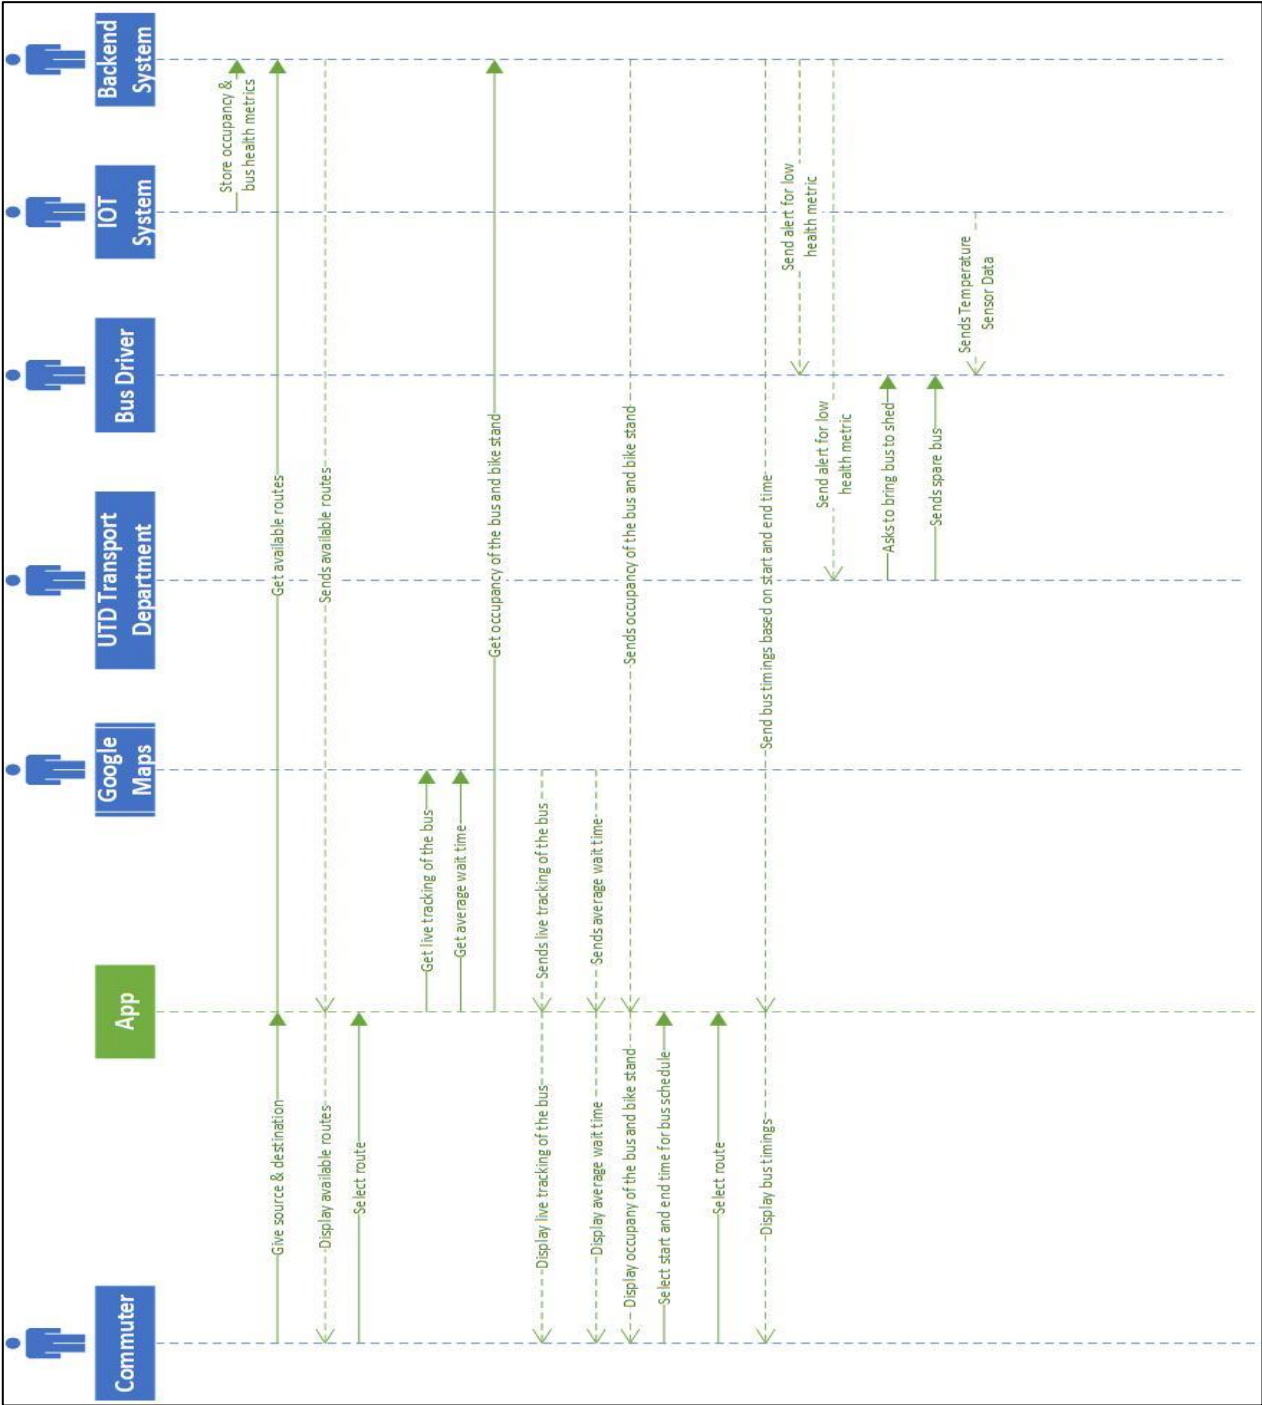 Commuter
App
Google
Maps
UTD Transport
Department
Bus Driver
IOT
System
Backend
System
Store occupancy &
bus health metrics
Give source & destination
Get available routes
Sends available routes
Display available routes
Select route
Get live tracking of the bus
Get average wait time
Get occupancy of the bus and bike stand
Sends live tracking of the bus
Display live tracking of the bus
Sends average wait time
Display average wait time
Sends occupancy of the bus and bike stand
Display occupany of the bus and bike stand
Select start and end time for bus schedule
Select route
Send bus timings based on start and end time
Display bus timings
Send alert for low
health metric
Send alert for low
health metric
Asks to bring bus to shed
Sends spare bus
Sends Temperature
Sensor Data